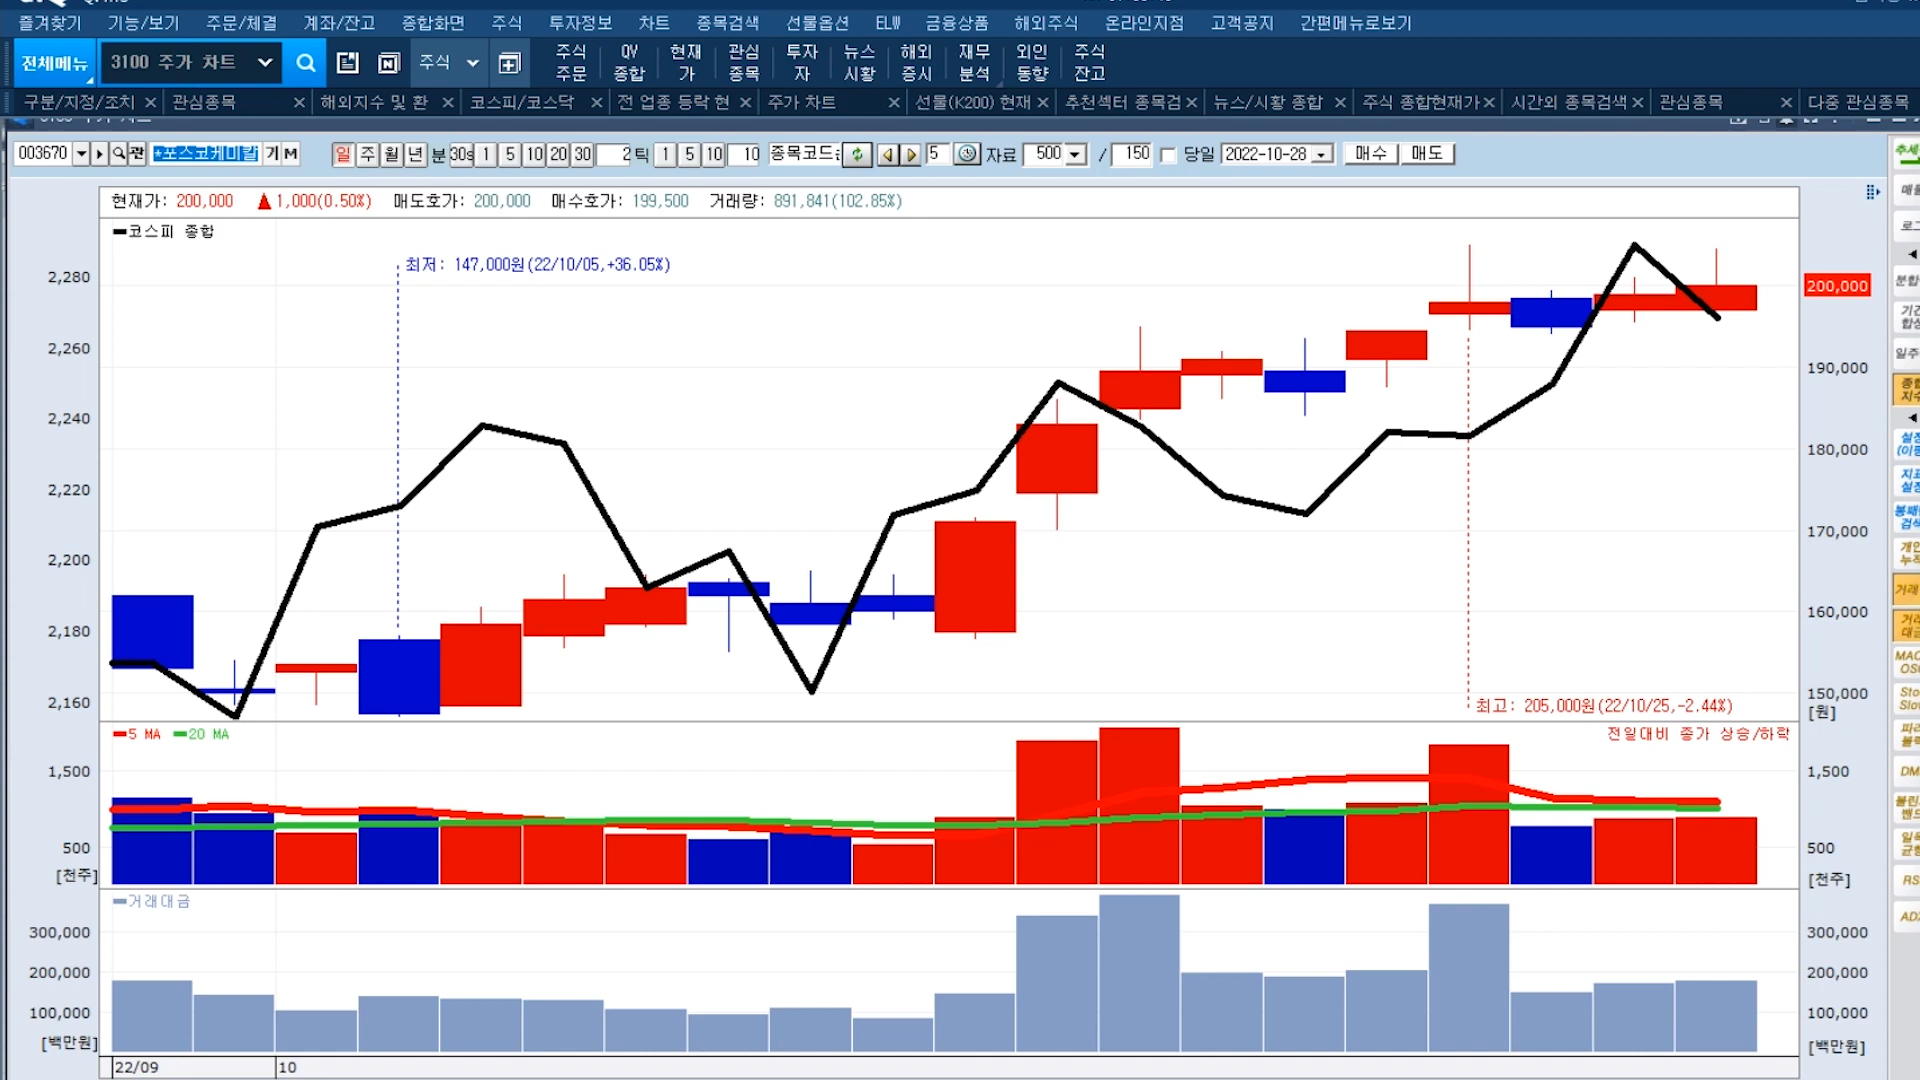 즐겨찾기 기능/보기 주문/체결 계좌/잔고 종합화면 주식 투자정보 차트 종목검색 선물옵션 ELW 금융상품 해외주식 온라인지점 고객공지 간편메뉴로보기
전체메뉴 3100 주가 차트 주식 주식 주문 QV 종합 현재 가 관심 종목 투자 자 뉴스 시황 해외 증시 재무 분석 외인 동향 주식 잔고
구분/지정/조치 관심종목 해외지수 및 환 코스피/코스닥 전 업종 등락 현 주가 차트 선물(K200) 현재 추천섹터 종목검 뉴스/시황 종합 주식 종합현재가 시간외 종목검색 관심종목 다중 관심종목
003670 관 *포스코케미칼 기 M 일 주 월 년 분 30s 1 5 10 20 30 2 틱 1 5 10 10 종목코드 5 자료 500 / 150 당일 2022-10-28 매수 매도
현재가: 200,000 ▲ 1,000(0.50%) 매도호가: 200,000 매수호가: 199,500 거래량: 891,841(102.85%)
코스피 종합
최저: 147,000원(22/10/05,+36.05%)
2,280
2,260
2,240
2,220
2,200
2,180
2,160
200,000
190,000
180,000
170,000
160,000
150,000
[원]
최고: 205,000원(22/10/25,-2.44%)
5 MA 20 MA
전일대비 종가 상승/하락
1,500 1,500
500 500
[천주] [천주]
거래대금
300,000 300,000
200,000 200,000
100,000 100,000
[백만원] [백만원]
22/09 10